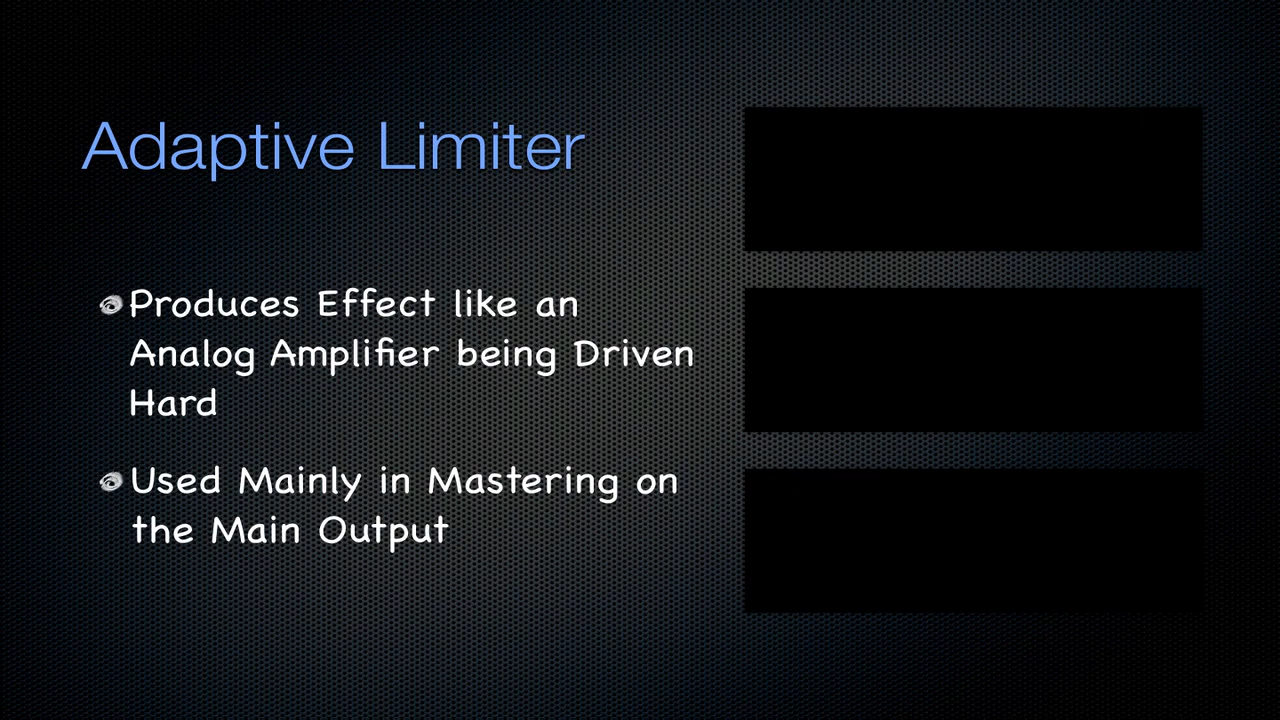 Adaptive Limiter
Produces Effect like an
Analog Amplifier being Driven
Hard
Used Mainly in Mastering on
the Main Output